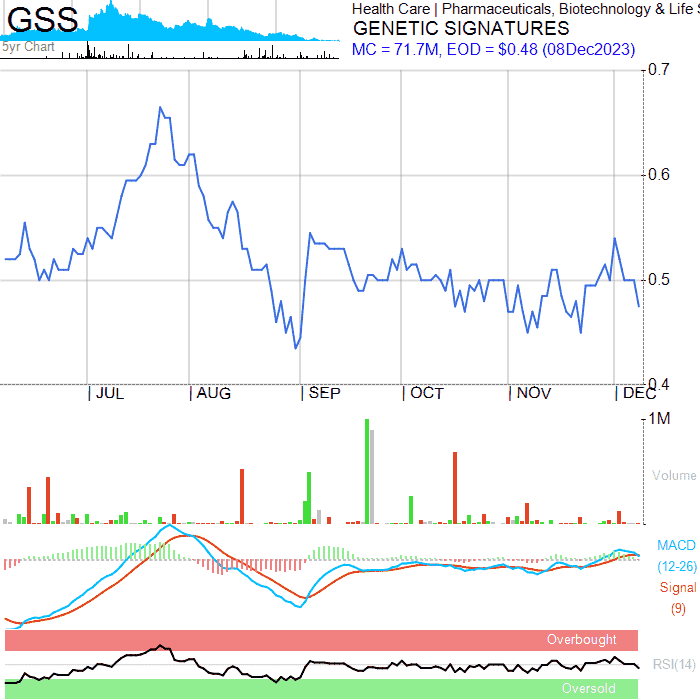 GSS
5yr Chart
Health Care | Pharmaceuticals, Biotechnology & Life
GENETIC SIGNATURES
MC = 71.7M, EOD = $0.48 (08Dec2023)
0.7
0.6
0.5
0.4
JUL AUG SEP OCT NOV DEC
1M
Volume
MACD
(12-26)
Signal
(9)
Overbought
RSI(14)
Oversold